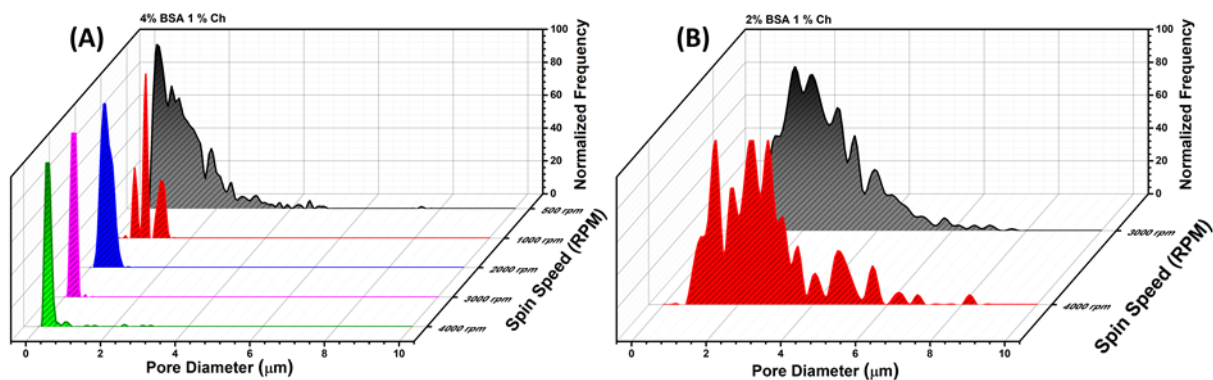 4% BSA 1 % Ch
(A)
100
80
60
40
20
0
Normalized Frequency
500 rpm
1000 rpm
2000 rpm
3000 rpm
4000 rpm
Spin Speed (RPM)
0 2 4 6 8 10
Pore Diameter (μm)
2% BSA 1 % Ch
(B)
100
80
60
40
20
0
Normalized Frequency
3000 rpm
4000 rpm
Spin Speed (RPM)
0 2 4 6 8 10
Pore Diameter (μm)